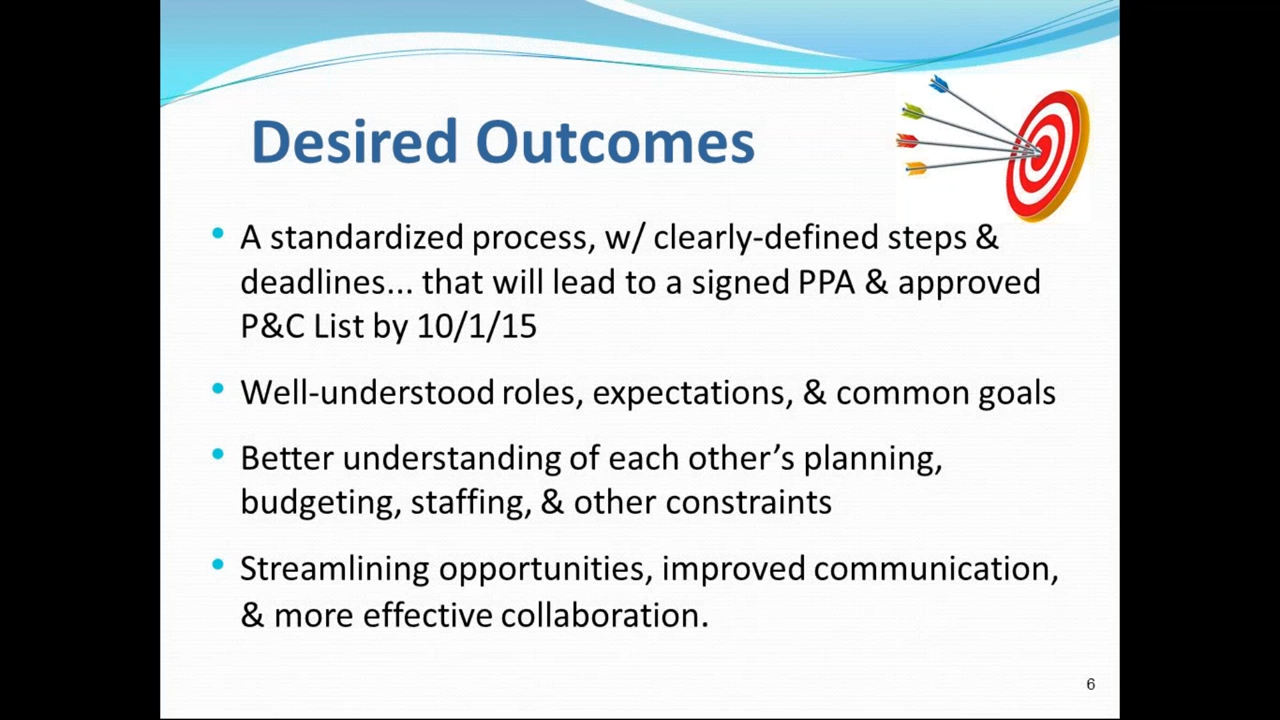 Desired Outcomes
• A standardized process, w/ clearly-defined steps &
deadlines... that will lead to a signed PPA & approved
P&C List by 10/1/15
• Well-understood roles, expectations, & common goals
• Better understanding of each other’s planning,
budgeting, staffing, & other constraints
• Streamlining opportunities, improved communication,
& more effective collaboration.
6